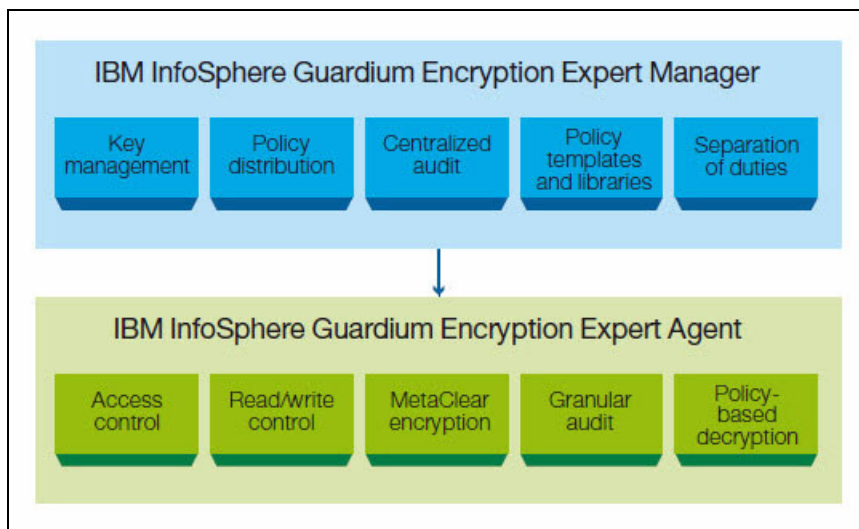 IBM InfoSphere Guardium Encryption Expert Manager
Key
management
Policy
distribution
Centralized
audit
Policy
templates
and libraries
Separation
of duties
IBM InfoSphere Guardium Encryption Expert Agent
Access
control
Read/write
control
MetaClear
encryption
Granular
audit
Policy-
based
decryption